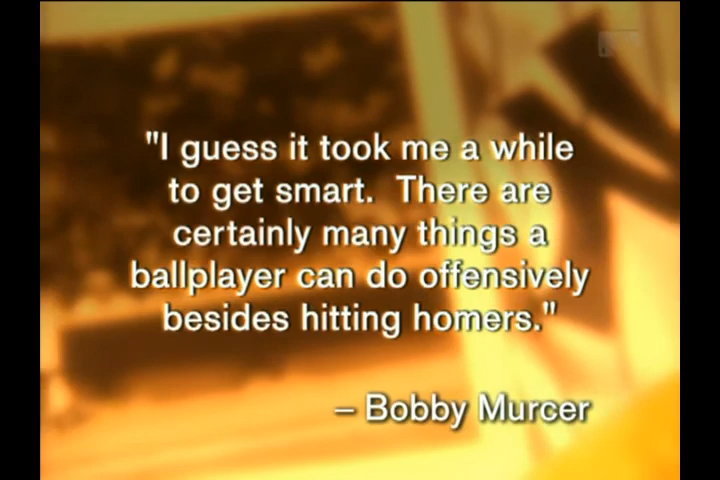 "I guess it took me a while
to get smart.  There are
certainly many things a
ballplayer can do offensively
besides hitting homers."
– Bobby Murcer